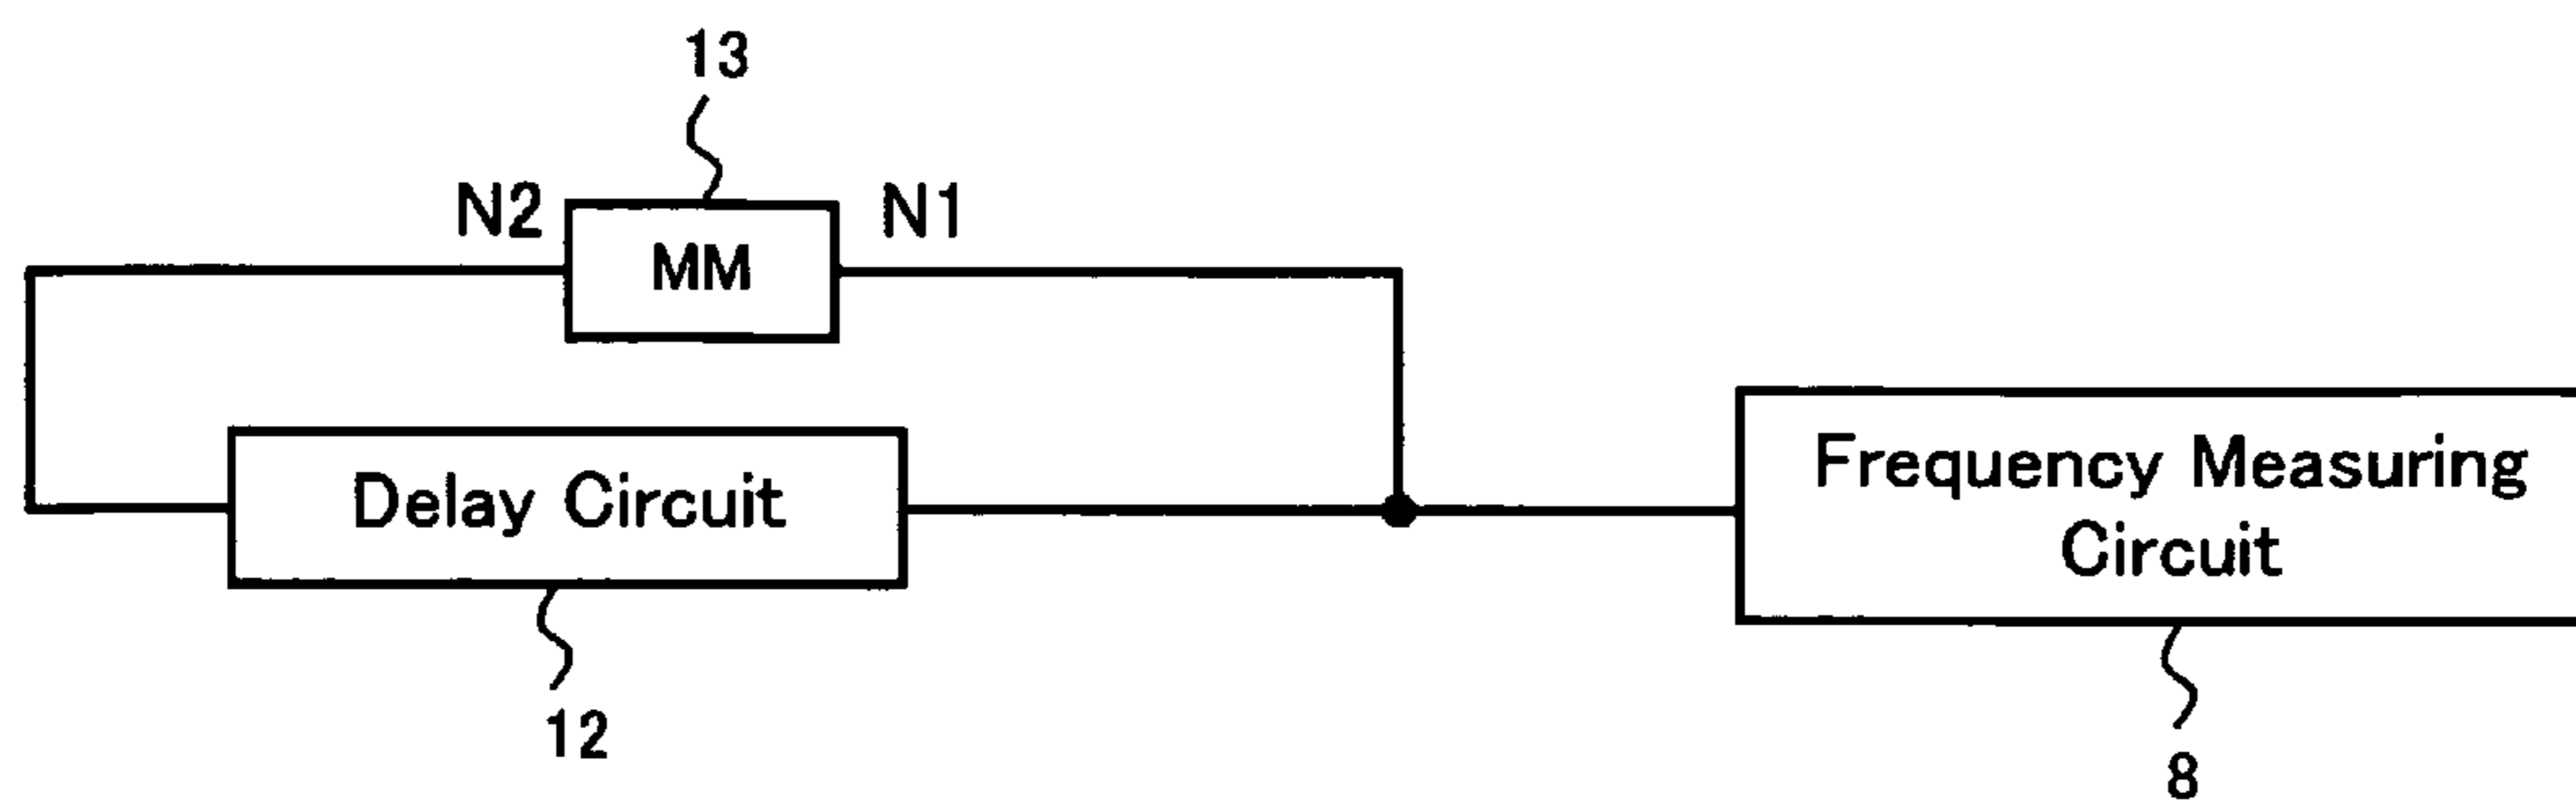 13
N2
MM
N1
Delay Circuit
Frequency Measuring
Circuit
12
8